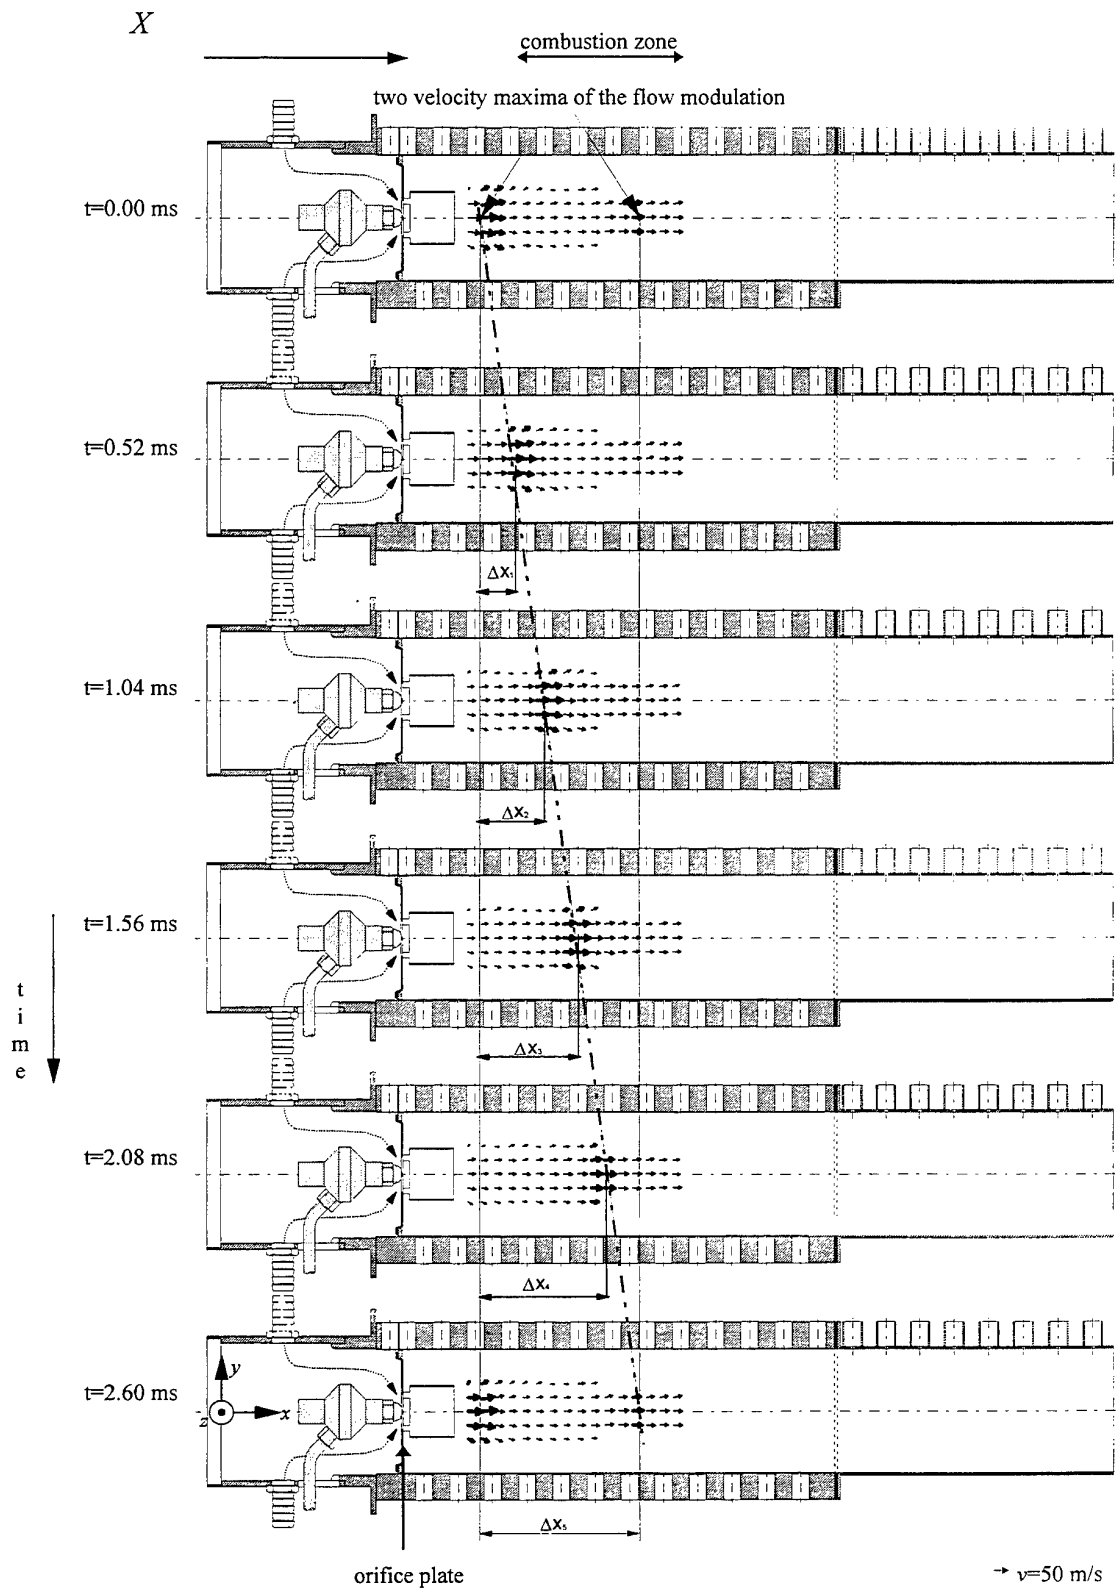 X
combustion zone
two velocity maxima of the flow modulation
t=0.00 ms
t=0.52 ms
ΔX₁
t=1.04 ms
ΔX₂
t=1.56 ms
time
ΔX₃
t=2.08 ms
ΔX₄
t=2.60 ms
y
z
x
ΔX₅
orifice plate
v=50 m/s